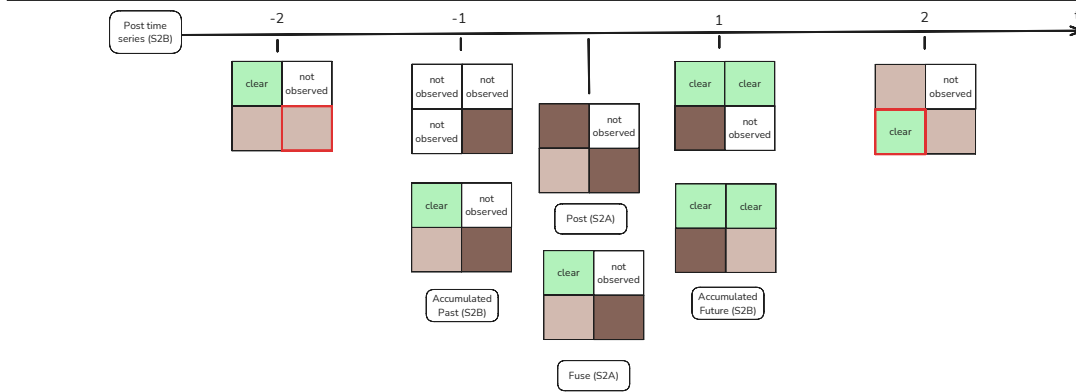 Post time
series (S2B)
-2
-1
1
2
clear
not
observed
not
observed
not
observed
not
observed
not
observed
clear
clear
not
observed
not
observed
clear
clear
not
observed
Post (S2A)
clear
not
observed
clear
clear
Accumulated
Past (S2B)
Accumulated
Future (S2B)
Fuse (S2A)